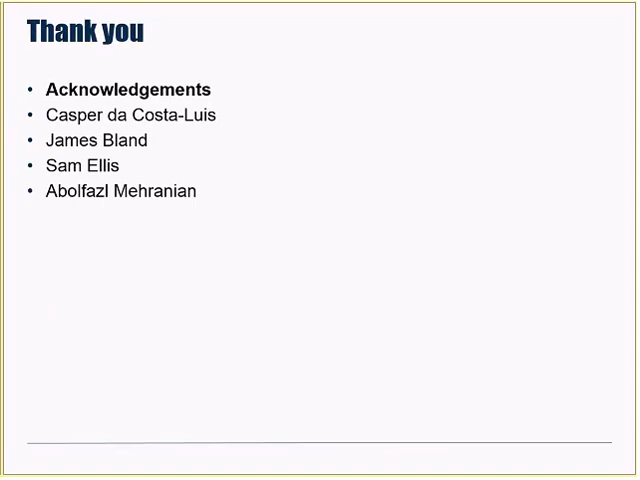 Thank you
• Acknowledgements
• Casper da Costa-Luis
• James Bland
• Sam Ellis
• Abolfazl Mehranian